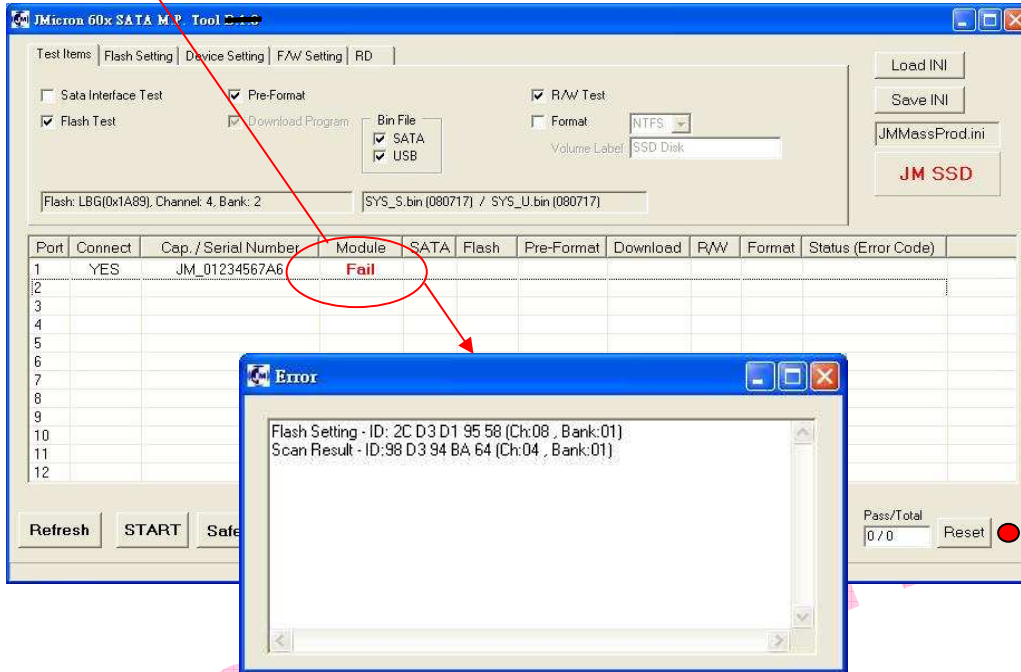 JMicron 60x SATA M.P. Tool
Test Items Flash Setting Device Setting F/W Setting RD
Load INI
Save INI
JMMassProd.ini
JM SSD
Sata Interface Test
Pre-Format
R/W Test
Flash Test
Download Program
Bin File
SATA
USB
Format
NTFS
Volume Label: SSD Disk
Flash: LBG(0x1A89), Channel: 4, Bank: 2
SYS_S.bin (080717) / SYS_U.bin (080717)
Port Connect Cap. / Serial Number Module SATA Flash Pre-Format Download R/W Format Status (Error Code)
1 YES JM_01234567A6 Fail
2
3
4
5
6
7
8
9
10
11
12
Error
Flash Setting - ID: 2C D3 D1 95 58 (Ch:08 , Bank:01)
Scan Result - ID:98 D3 94 BA 64 (Ch:04 , Bank:01)
Refresh START Safe
Pass/Total
0 / 0
Reset